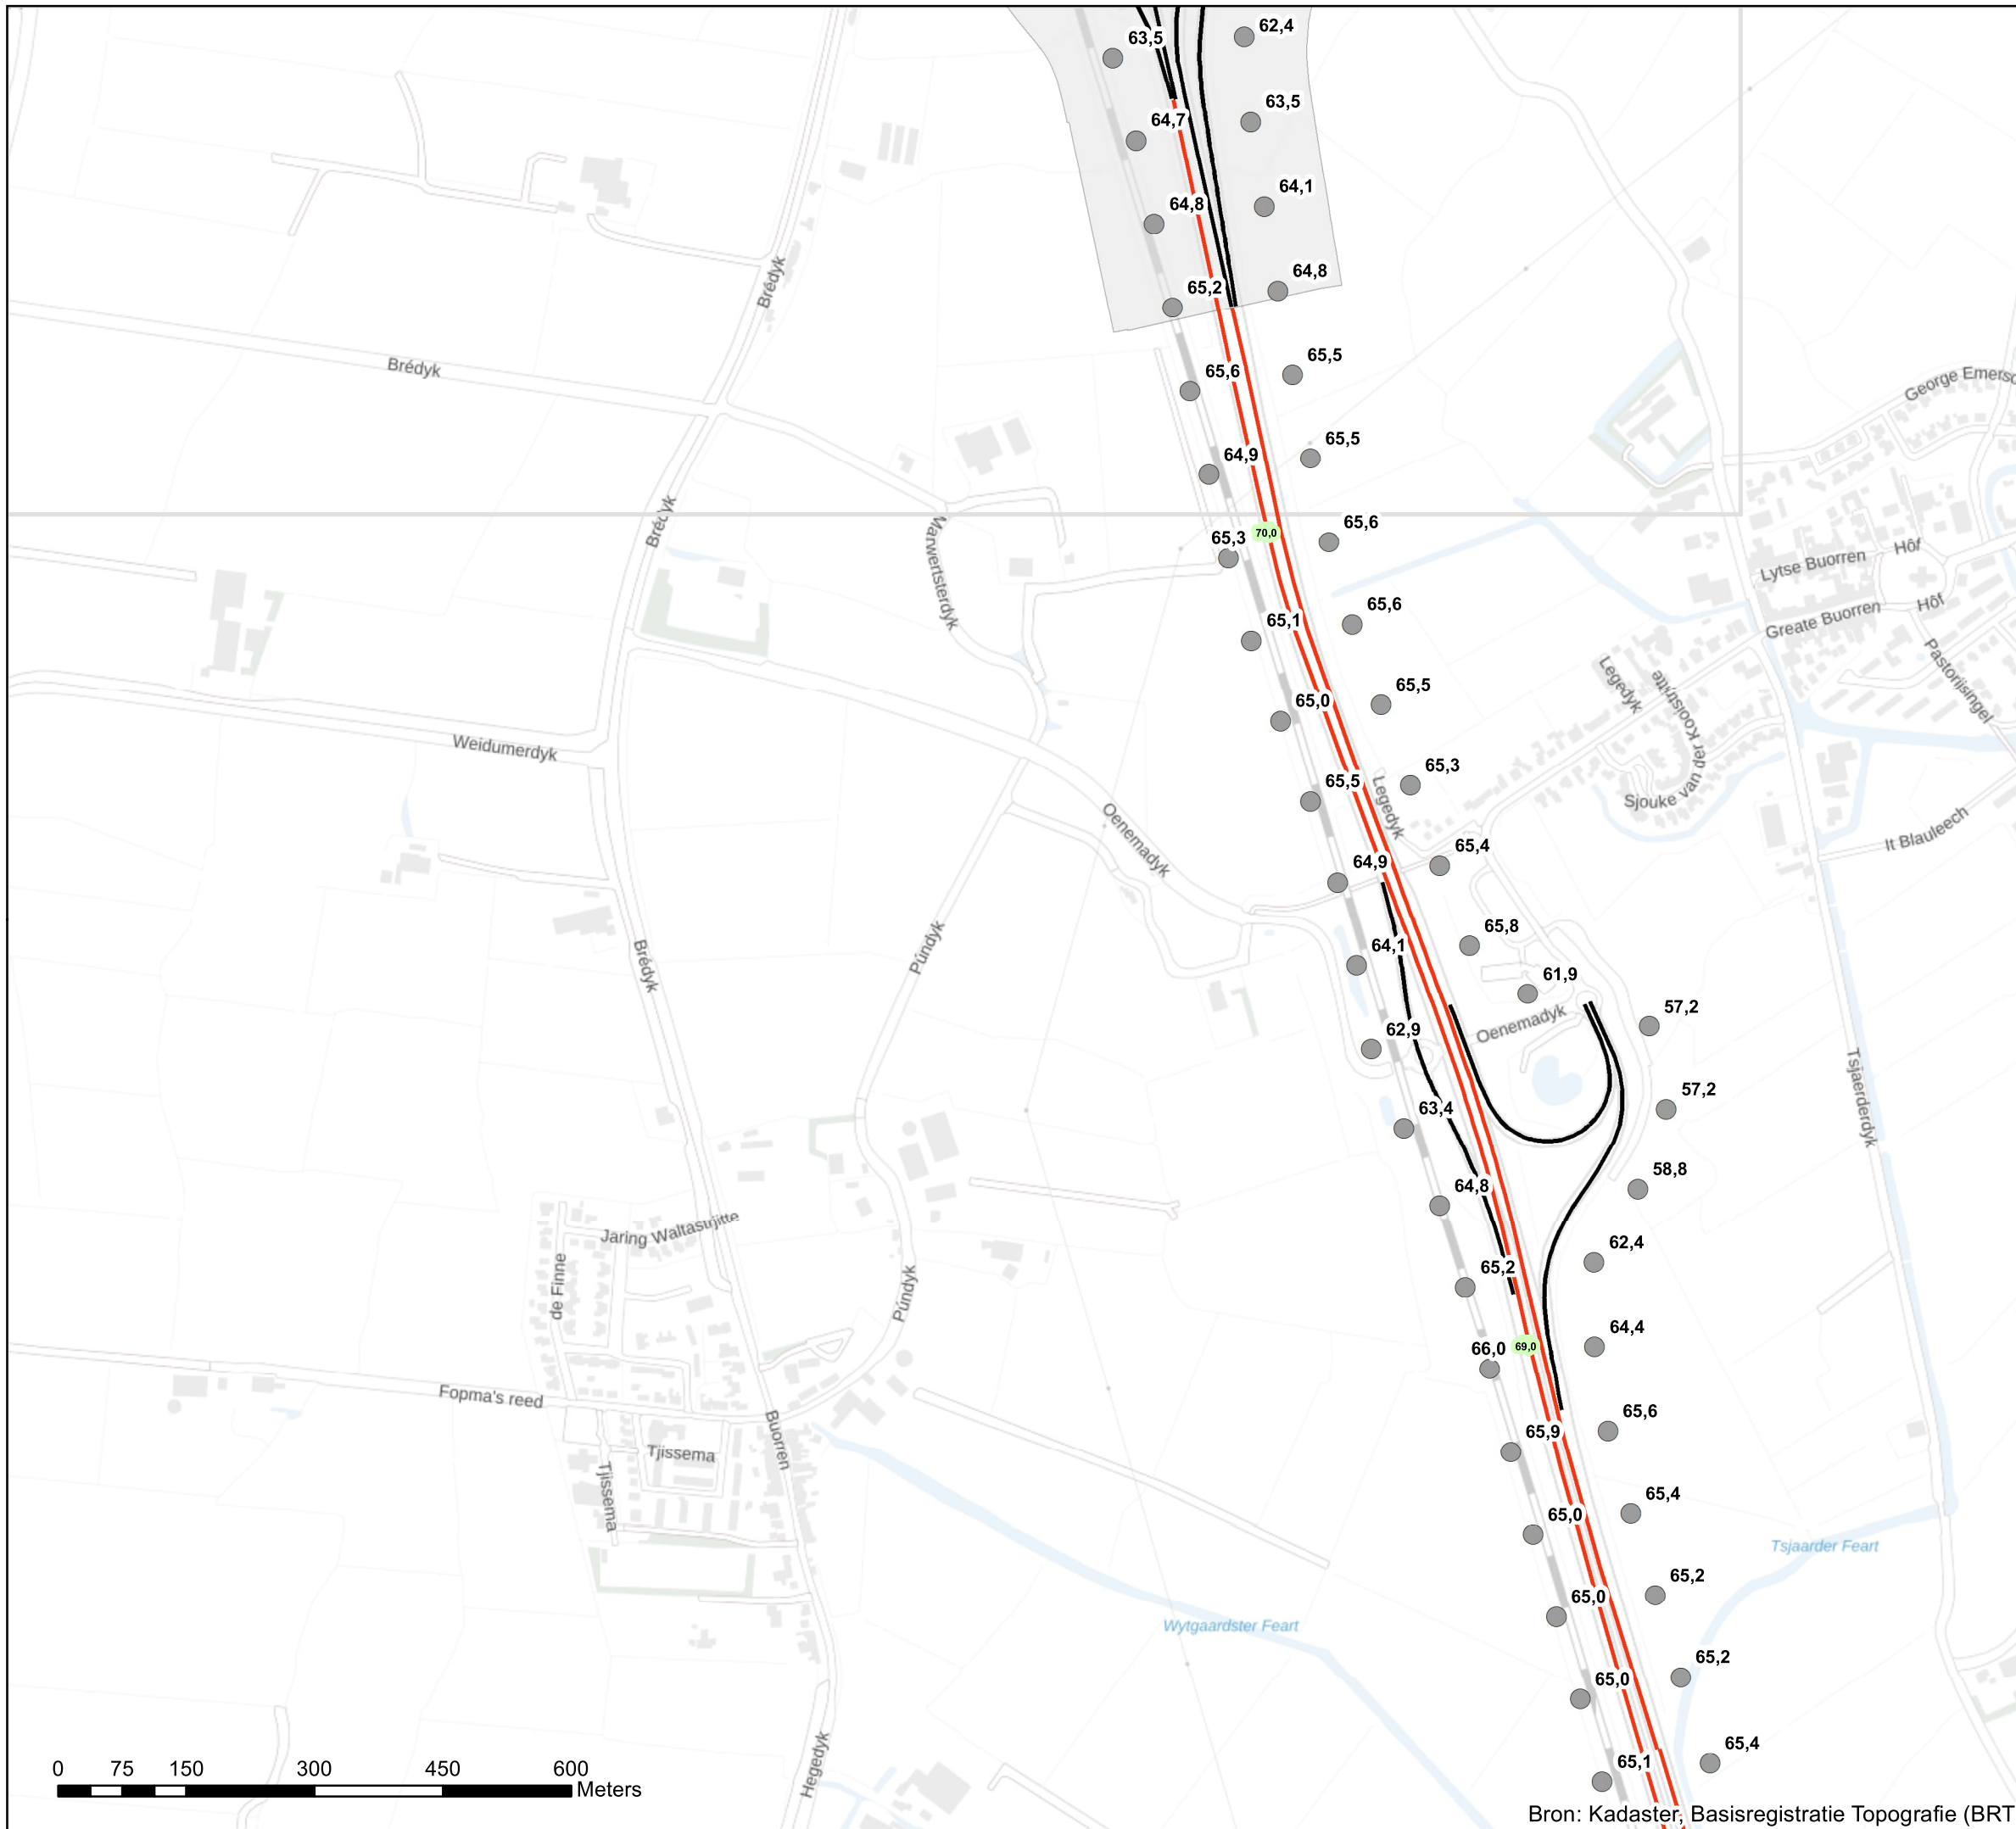 63,5
62,4
64,7
63,5
64,8
64,1
65,2
64,8
Brédyk
65,6
65,5
Brédyk
George Emers
64,9
65,5
Brédyk
Marwertsterdyk
65,3
70,0
65,6
Lytse Buorren
Hôf
Greate Buorren
Hôf
65,1
65,6
Pastorijsingel
Legedyk
Sjouke van der Kooistrjitte
65,0
65,5
Weidumerdyk
65,5
65,3
Legedyk
Oenemadyk
It Blauleech
64,9
65,4
Brédyk
Púndyk
64,1
65,8
61,9
62,9
Oenemadyk
57,2
Tsjaerderdyk
63,4
57,2
64,8
58,8
Jaring Waltastrjitte
de Finne
Púndyk
65,2
62,4
66,0
69,0
64,4
Fopma's reed
Buorren
Tjissema
Tjissema
65,9
65,6
65,0
65,4
Tsjaarder Feart
65,0
65,2
Wytgaardster Feart
65,0
65,2
Hegedyk
65,1
65,4
0 75 150 300 450 600
Meters
Bron: Kadaster, Basisregistratie Topografie (BRT